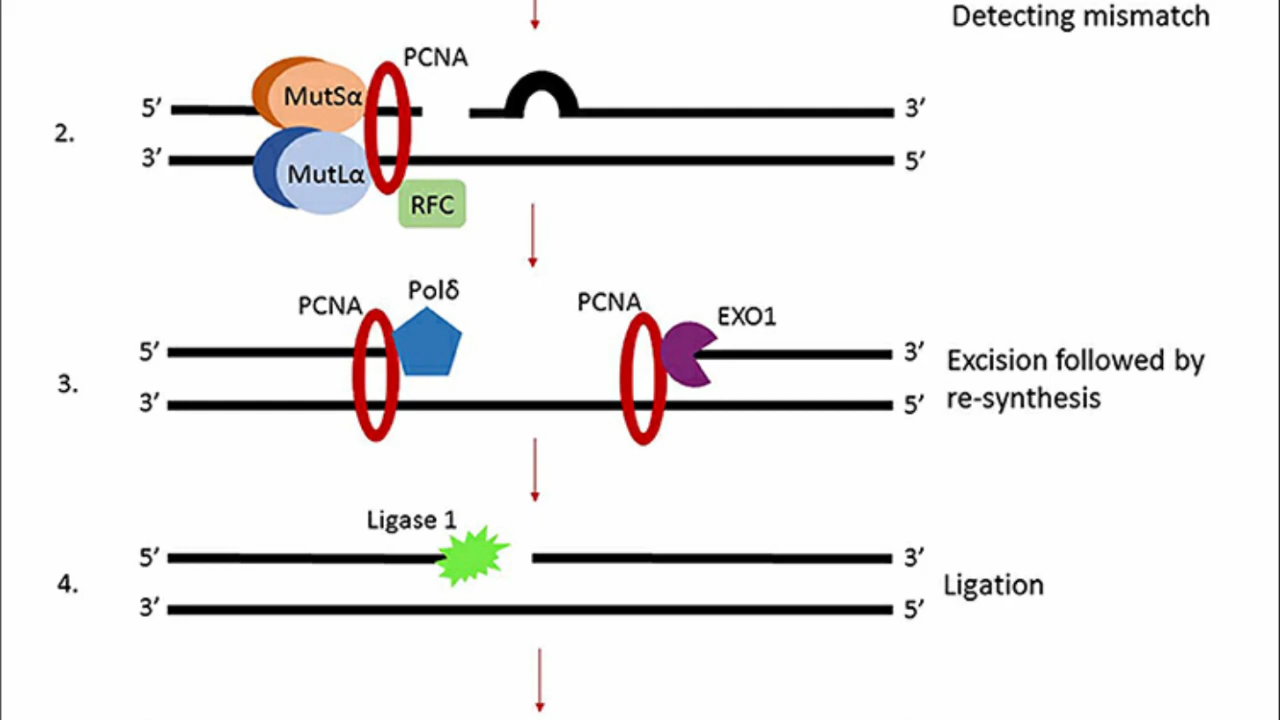 Detecting mismatch
PCNA
5′ MutSα 3′
2.
3′ MutLα 5′
RFC
PCNA Polδ PCNA EXO1
5′ 3′
3. Excision followed by
3′ 5′ re-synthesis
Ligase 1
5′ 3′
4. Ligation
3′ 5′